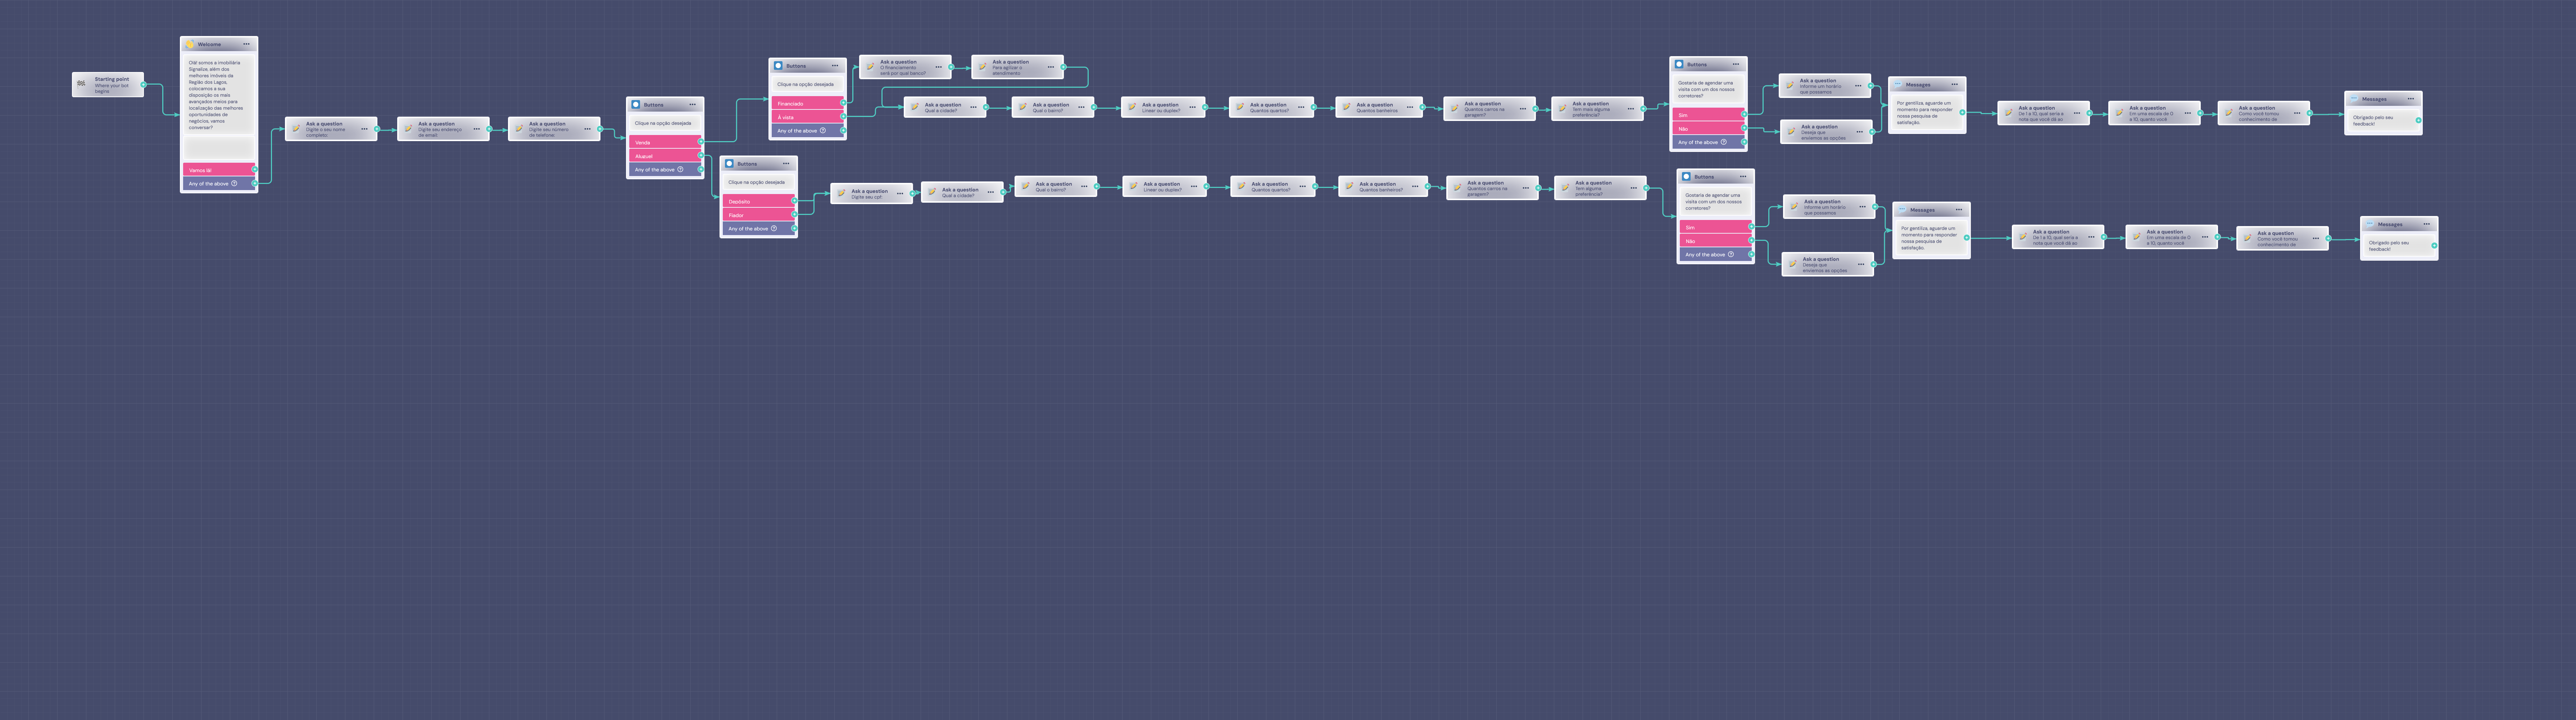 Starting point
Where your bot
begins
Welcome
Olá! somos a Imobiliária
Signalize, além dos
melhores imóveis da
Região dos Lagos,
colocamos a sua
disposição os mais
avançados meios para
localização das melhores
oportunidades de
negócios, vamos
conversar?
Vamos lá!
Any of the above
Ask a question
Digite o seu nome
completo:
Ask a question
Digite seu endereço
de email:
Ask a question
Digite seu número
de telefone:
Buttons
Clique na opção desejada
Venda
Aluguel
Any of the above
Buttons
Clique na opção desejada
Financiado
À vista
Any of the above
Ask a question
O financiamento
será por qual banco?
Ask a question
Para agilizar o
atendimento
Ask a question
Qual a cidade?
Ask a question
Qual o bairro?
Ask a question
Linear ou duplex?
Ask a question
Quantos quartos?
Ask a question
Quantos banheiros
Ask a question
Quantos carros na
garagem?
Ask a question
Tem mais alguma
preferência?
Buttons
Gostaria de agendar uma
visita com um dos nossos
corretores?
Sim
Não
Any of the above
Ask a question
Informe um horário
que possamos
Ask a question
Deseja que
enviemos as opções
Messages
Por gentiliza, aguarde um
momento para responder
nossa pesquisa de
satisfação.
Ask a question
De 1 a 10, qual seria a
nota que você dá ao
Ask a question
Em uma escala de 0
a 10, quanto você
Ask a question
Como você tomou
conhecimento de
Messages
Obrigado pelo seu
feedback!
Buttons
Clique na opção desejada
Depósito
Fiador
Any of the above
Ask a question
Digite seu cpf:
Ask a question
Qual a cidade?
Ask a question
Qual o bairro?
Ask a question
Linear ou duplex?
Ask a question
Quantos quartos?
Ask a question
Quantos banheiros?
Ask a question
Quantos carros na
garagem?
Ask a question
Tem alguma
preferência?
Buttons
Gostaria de agendar uma
visita com um dos nossos
corretores?
Sim
Não
Any of the above
Ask a question
Informe um horário
que possamos
Ask a question
Deseja que
enviemos as opções
Messages
Por gentiliza, aguarde um
momento para responder
nossa pesquisa de
satisfação.
Ask a question
De 1 a 10, qual seria a
nota que você dá ao
Ask a question
Em uma escala de 0
a 10, quanto você
Ask a question
Como você tomou
conhecimento de
Messages
Obrigado pelo seu
feedback!